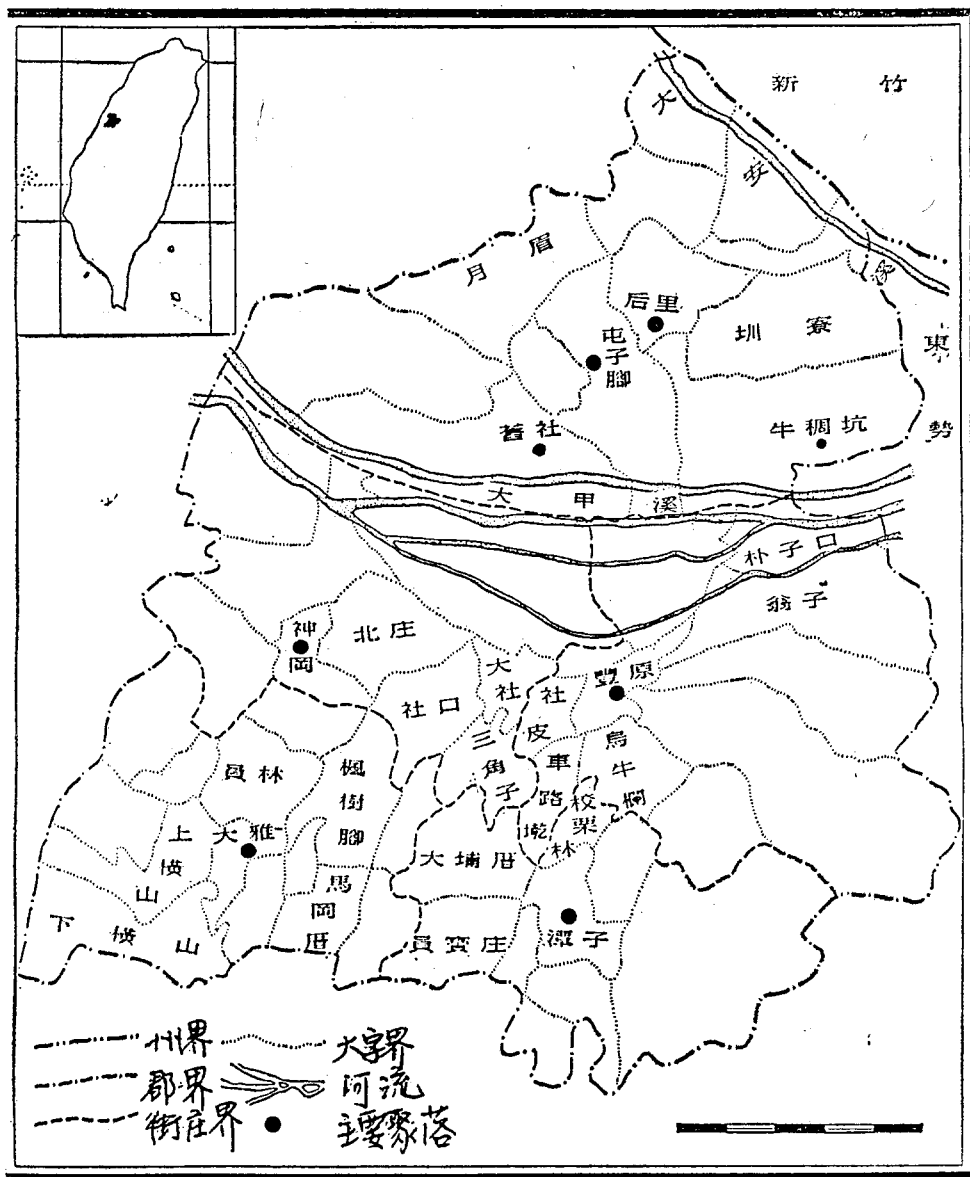 新竹
大安溪
月眉
后里
屯子腳
圳寮
東勢
舊社
牛稠坑
大甲溪
朴子口
翁子
神岡
北庄
大社
社口
社皮
豐原
三角子
烏牛欄
車路墘
校栗林
員林
楓樹腳
上橫山
大雅
大埔厝
馬岡厝
下橫山
員寶庄
潭子
州界
大字界
郡界
河流
街庄界
主要聚落